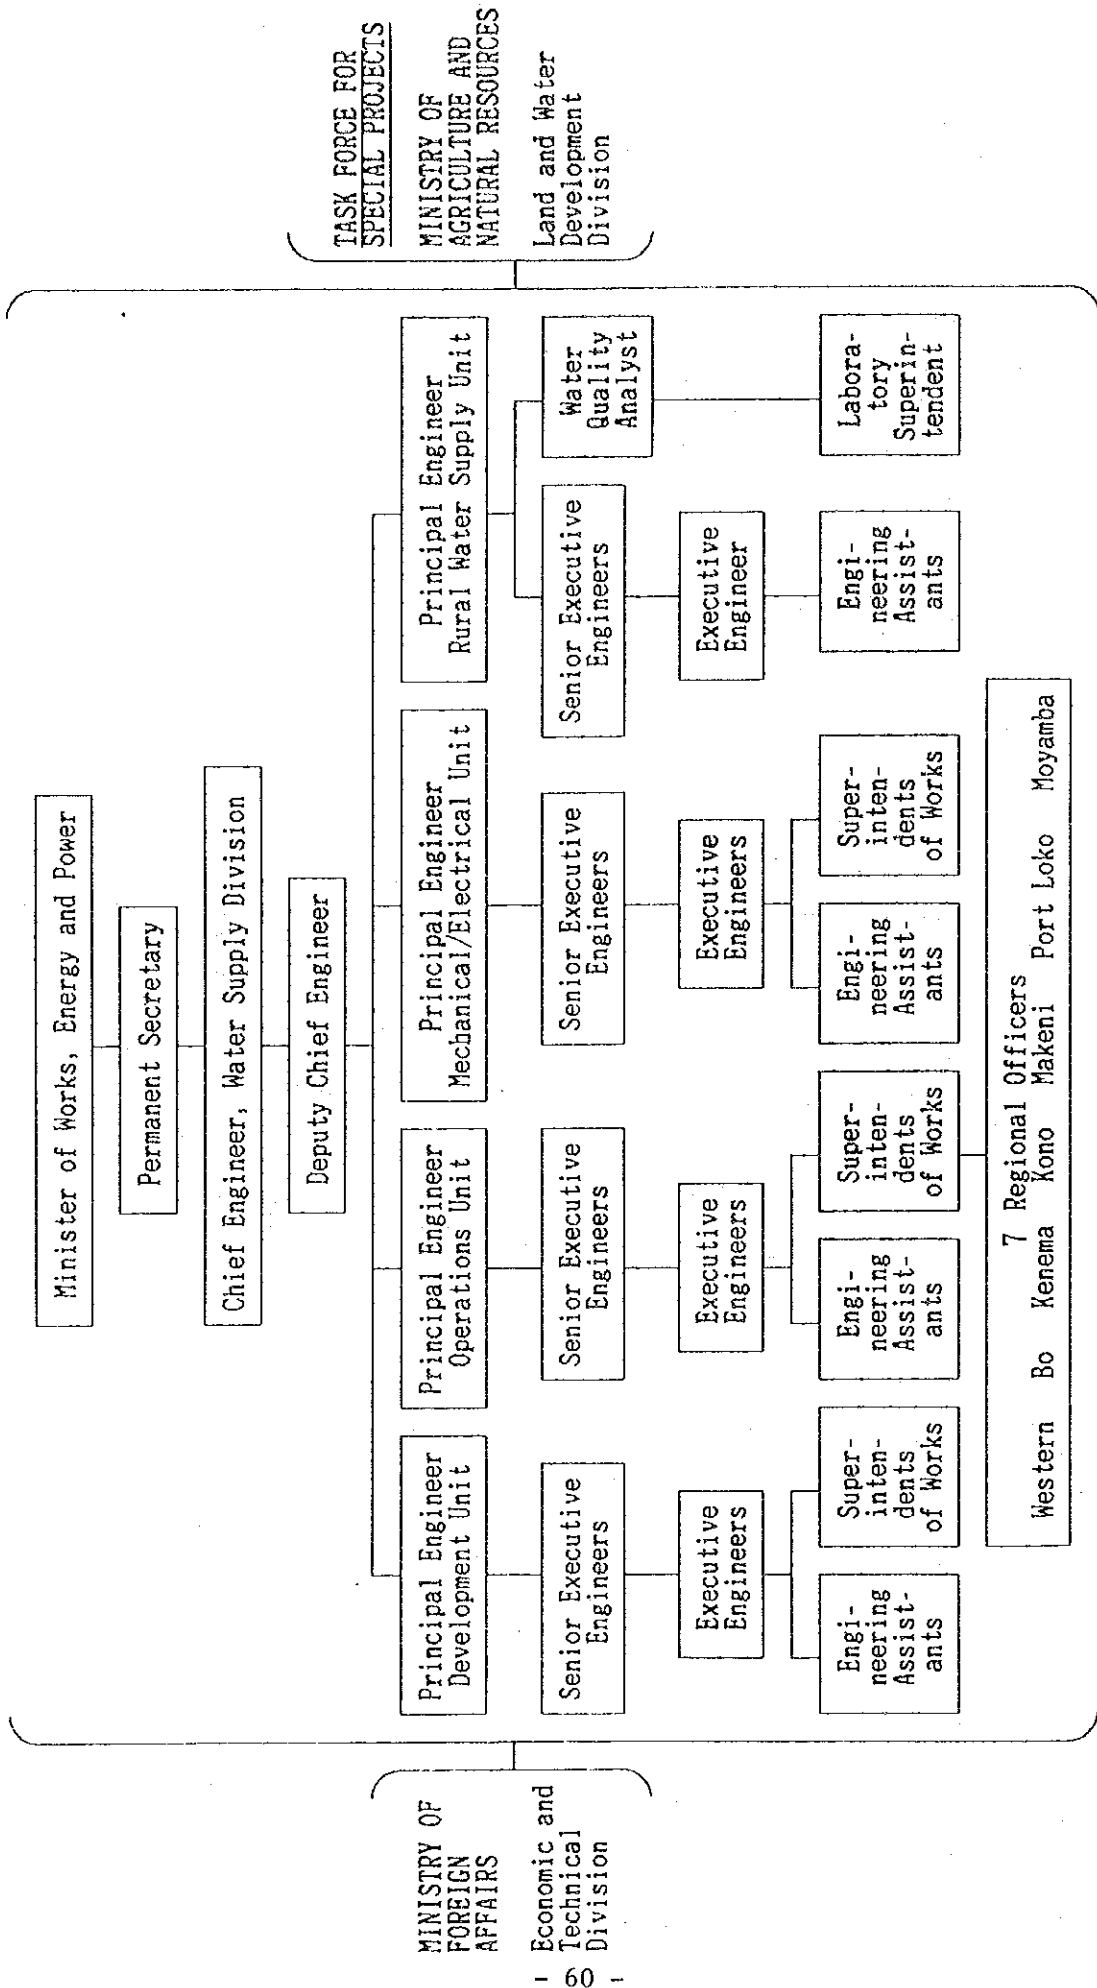 Minister of Works, Energy and Power
Permanent Secretary
Chief Engineer, Water Supply Division
Deputy Chief Engineer
Principal Engineer
Development Unit
Principal Engineer
Operations Unit
Principal Engineer
Mechanical/Electrical Unit
Principal Engineer
Rural Water Supply Unit
Senior Executive
Engineers
Senior Executive
Engineers
Senior Executive
Engineers
Senior Executive
Engineers
Water
Quality
Analyst
Executive
Engineers
Executive
Engineers
Executive
Engineers
Executive
Engineer
Engi-
neering
Assist-
ants
Super-
inten-
dents
of Works
Engi-
neering
Assist-
ants
Super-
inten-
dents
of Works
Engi-
neering
Assist-
ants
Super-
inten-
dents
of Works
Engi-
neering
Assist-
ants
Labora-
tory
Superin-
tendent
7 Regional Officers
Western Bo Kenema Kono Makeni Port Loko Moyamba
MINISTRY OF
FOREIGN
AFFAIRS
Economic and
Technical
Division
TASK FORCE FOR
SPECIAL PROJECTS
MINISTRY OF
AGRICULTURE AND
NATURAL RESOURCES
Land and Water
Development
Division
- 60 -